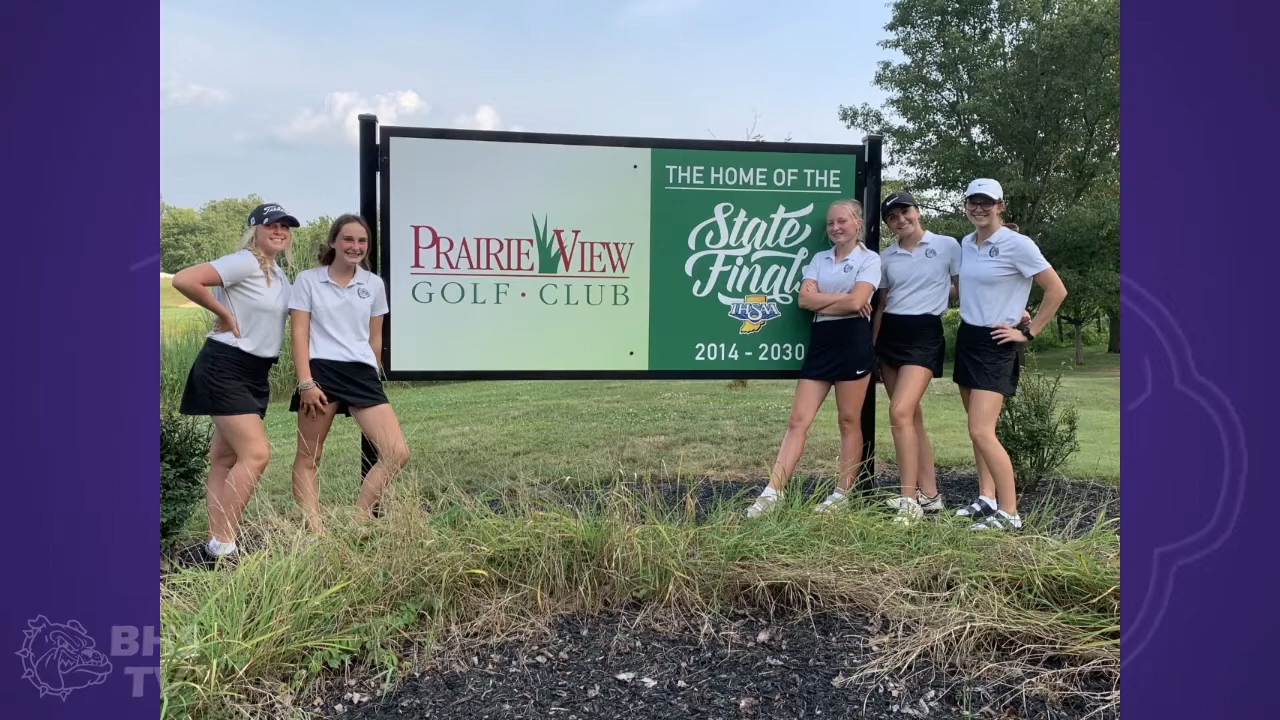 PRAIRIE VIEW
GOLF · CLUB
THE HOME OF THE
State
Finals
IHSAA
2014 - 2030
BHS
TV